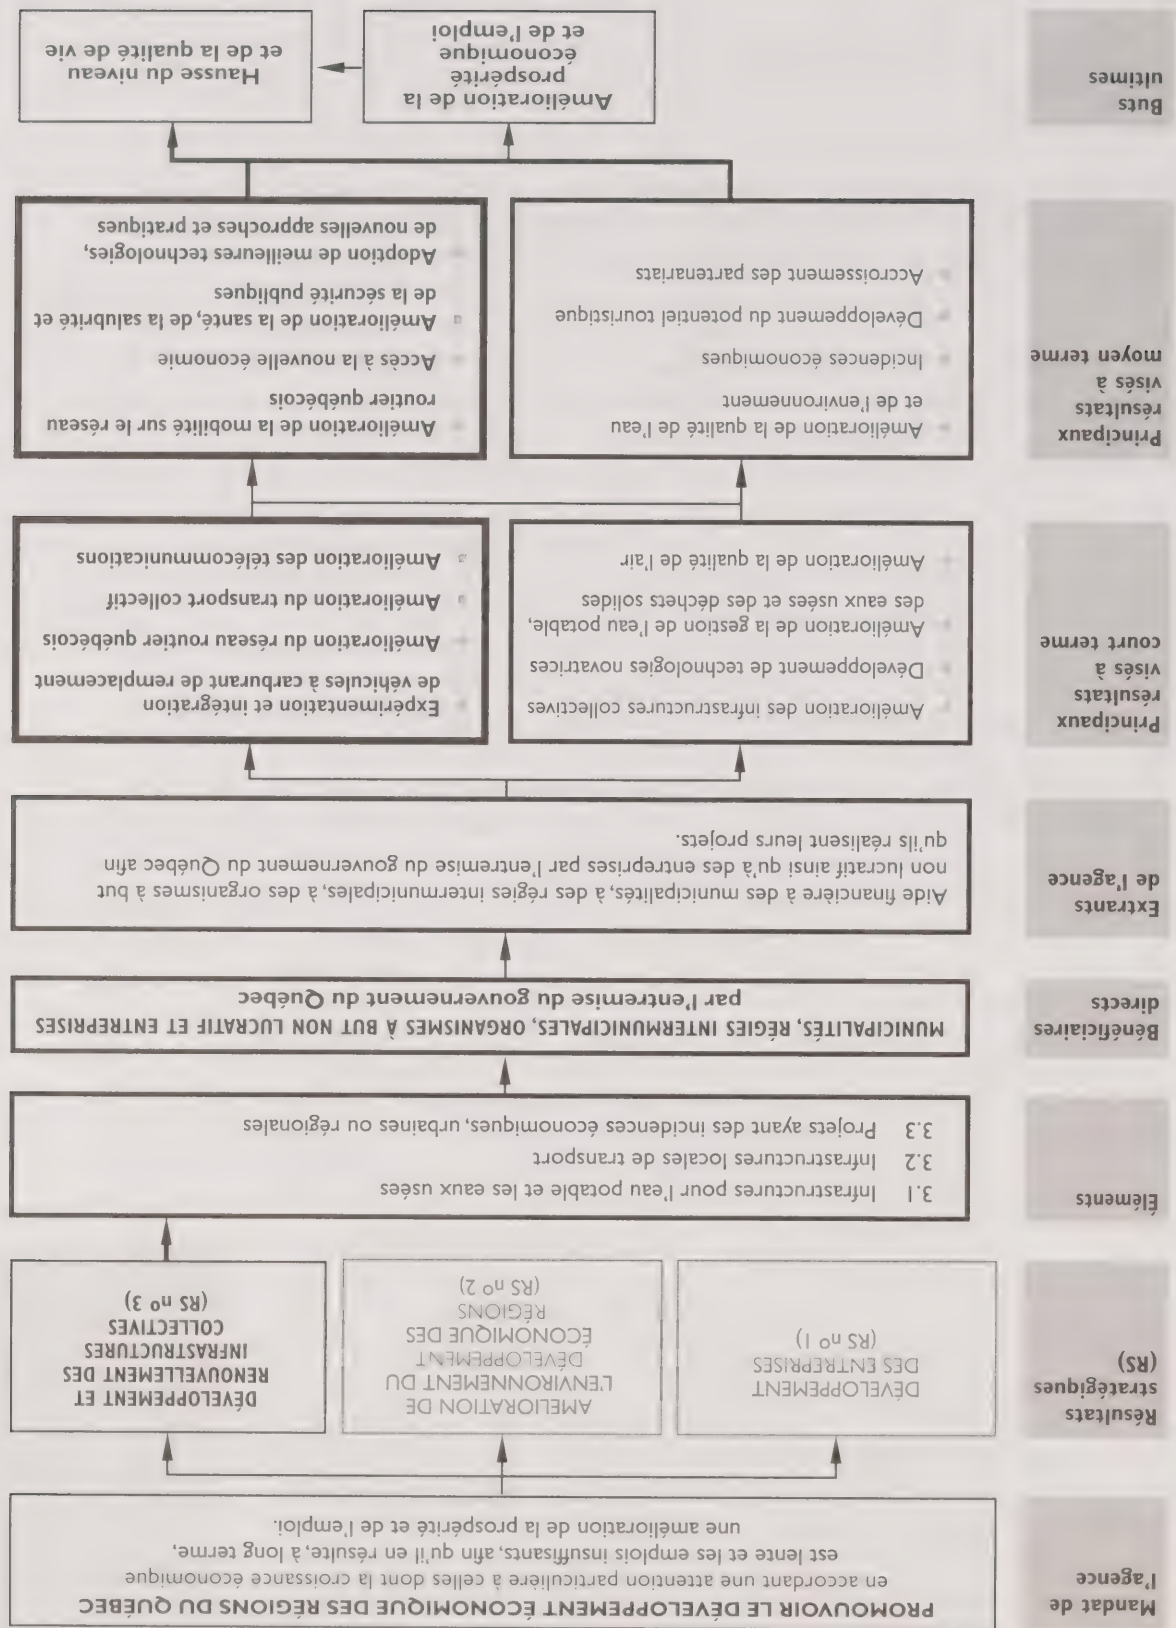 Mandat de
l'agence
PROMOUVOIR LE DÉVELOPPEMENT ÉCONOMIQUE DES RÉGIONS DU QUÉBEC
en accordant une attention particulière à celles dont la croissance économique
est lente et les emplois insuffisants, afin qu'il en résulte, à long terme,
une amélioration de la prospérité et de l'emploi.
Résultats
stratégiques
(RS)
DÉVELOPPEMENT
DES ENTREPRISES
(RS nº 1)
AMELIORATION DE
L'ENVIRONNEMENT DU
DÉVELOPPEMENT
ÉCONOMIQUE DES
RÉGIONS
(RS nº 2)
DÉVELOPPEMENT ET
RENOUVELLEMENT DES
INFRASTRUCTURES
COLLECTIVES
(RS nº 3)
Éléments
3.1 Infrastructures pour l'eau potable et les eaux usées
3.2 Infrastructures locales de transport
3.3 Projets ayant des incidences économiques, urbaines ou régionales
Bénéficiaires
directs
MUNICIPALITÉS, RÉGIES INTERMUNICIPALES, ORGANISMES À BUT NON LUCRATIF ET ENTREPRISES
par l'entremise du gouvernement du Québec
Extrants
de l'agence
Aide financière à des municipalités, à des régies intermunicipales, à des organismes à but
non lucratif ainsi qu'à des entreprises par l'entremise du gouvernement du Québec afin
qu'ils réalisent leurs projets.
Principaux
résultats
visés à
court terme
Amélioration des infrastructures collectives
Développement de technologies novatrices
Amélioration de la gestion de l'eau potable,
des eaux usées et des déchets solides
Amélioration de la qualité de l'air
Expérimentation et intégration
de véhicules à carburant de remplacement
Amélioration du réseau routier québécois
Amélioration du transport collectif
Amélioration des télécommunications
Principaux
résultats
visés à
moyen terme
Amélioration de la qualité de l'eau
et de l'environnement
Incidences économiques
Développement du potentiel touristique
Accroissement des partenariats
Amélioration de la mobilité sur le réseau
routier québécois
Accès à la nouvelle économie
Amélioration de la santé, de la salubrité et
de la sécurité publiques
Adoption de meilleures technologies,
de nouvelles approches et pratiques
Buts
ultimes
Amélioration de la
prospérité
économique
et de l'emploi
Hausse du niveau
et de la qualité de vie